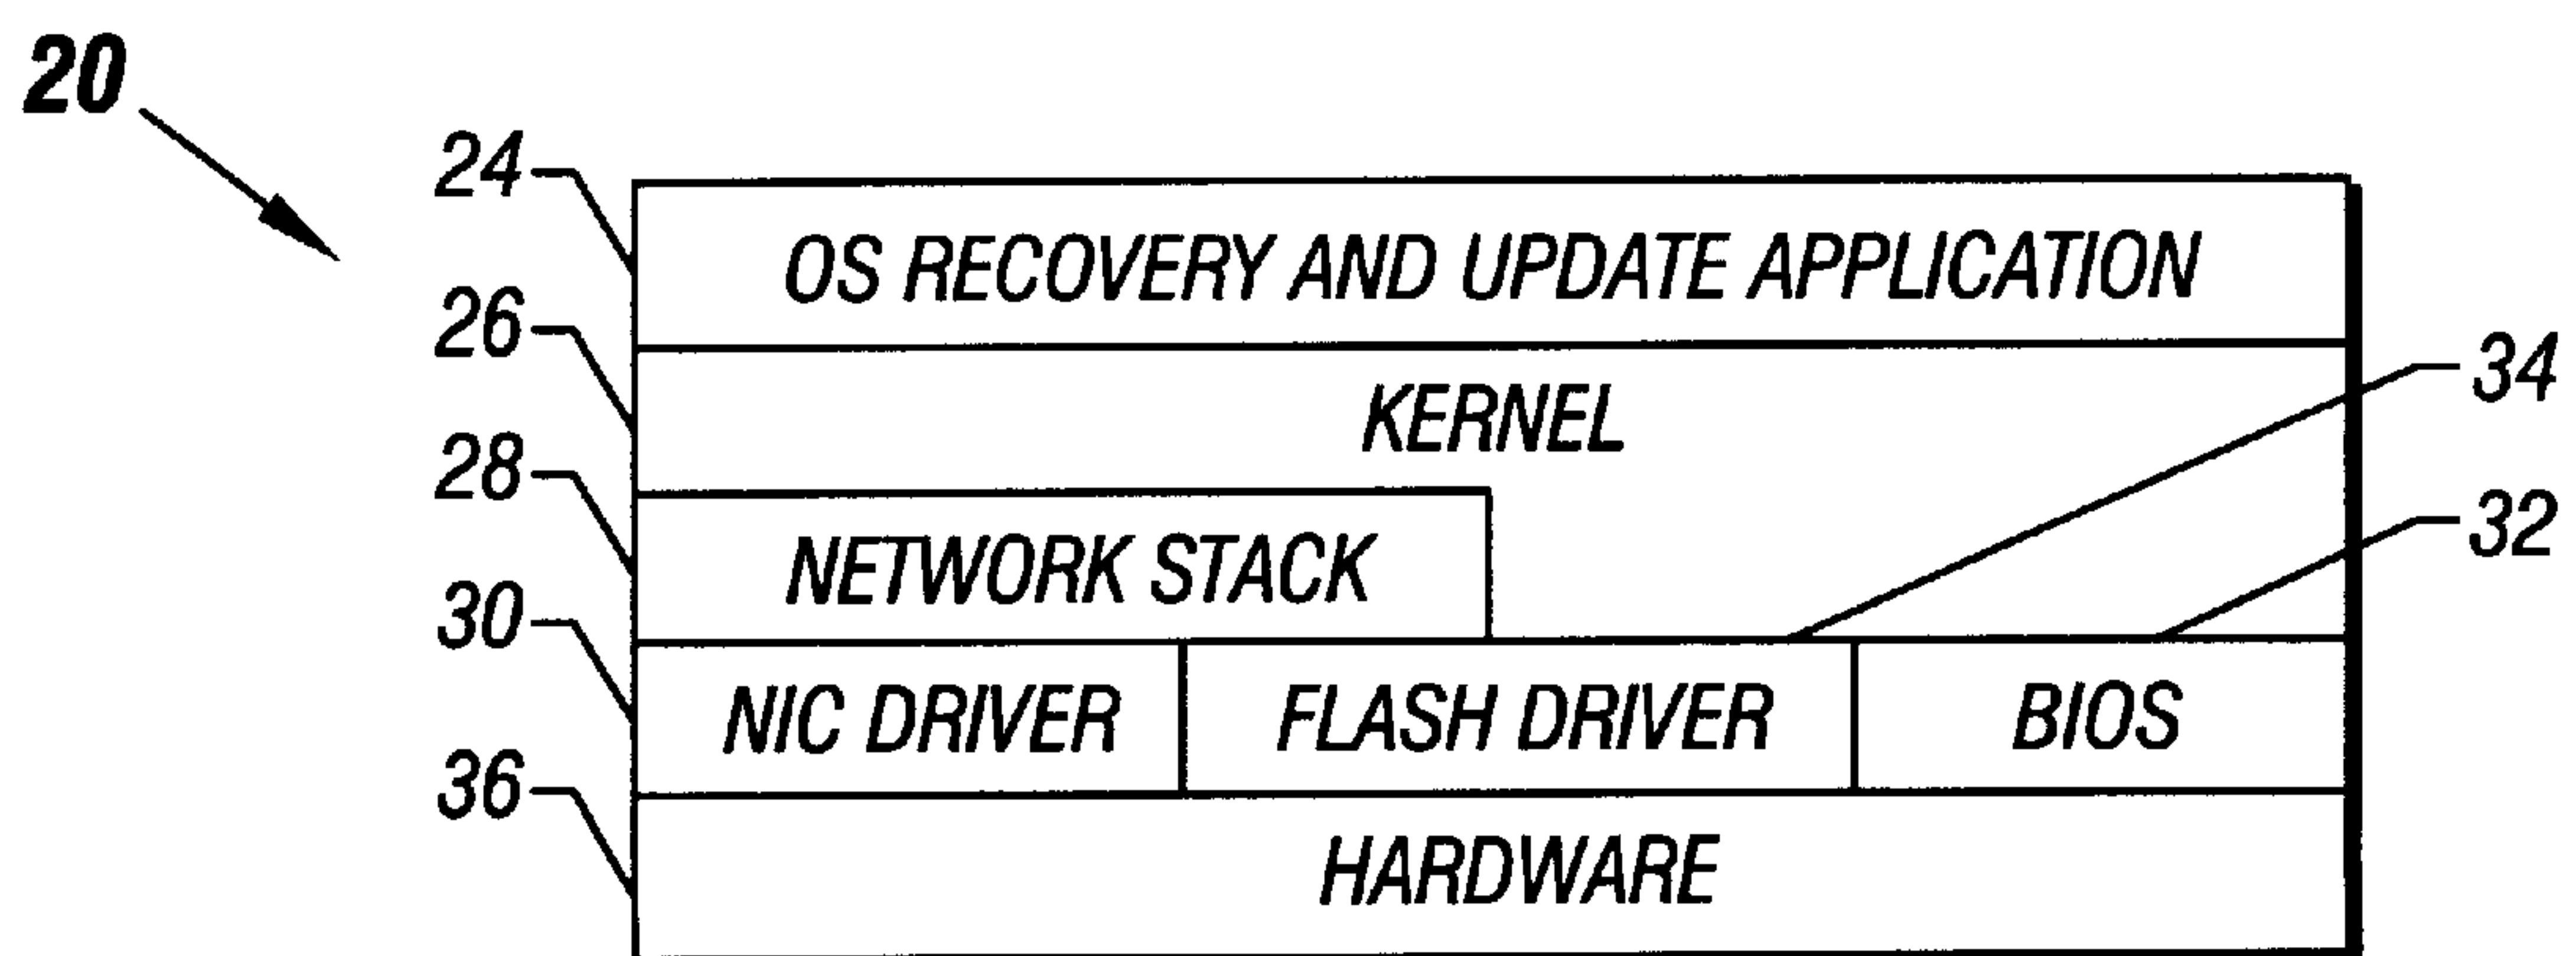 20
24
OS RECOVERY AND UPDATE APPLICATION
26
KERNEL
34
28
NETWORK STACK
32
30
NIC DRIVER
FLASH DRIVER
BIOS
36
HARDWARE